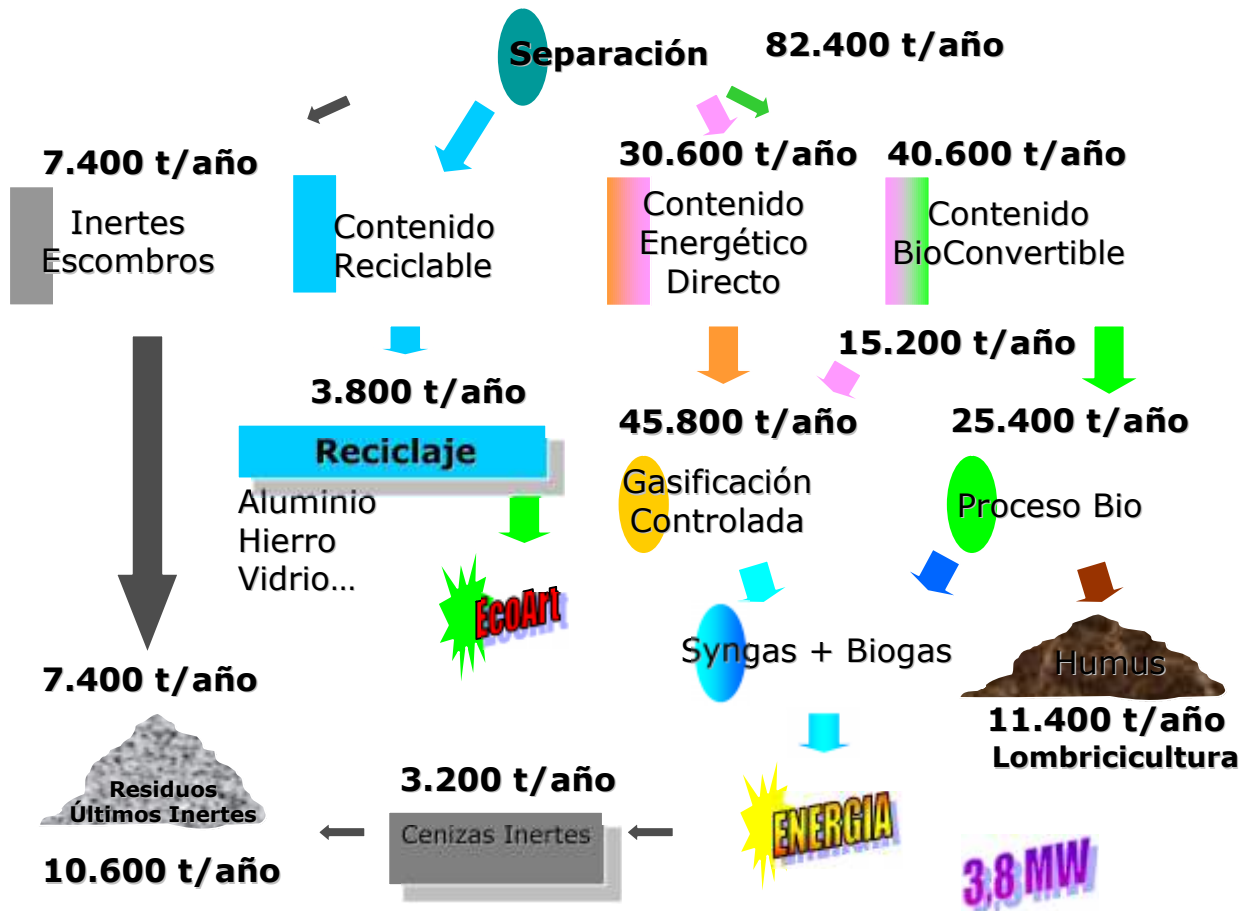 Separación
82.400 t/año
7.400 t/año
Inertes
Escombros
Contenido
Reciclable
30.600 t/año
Contenido
Energético
Directo
40.600 t/año
Contenido
BioConvertible
15.200 t/año
3.800 t/año
Reciclaje
Aluminio
Hierro
Vidrio…
EcoArt
45.800 t/año
Gasificación
Controlada
25.400 t/año
Proceso Bio
Syngas + Biogas
Humus
11.400 t/año
Lombricicultura
7.400 t/año
Residuos
Últimos Inertes
10.600 t/año
3.200 t/año
Cenizas Inertes
ENERGIA
3,8 MW